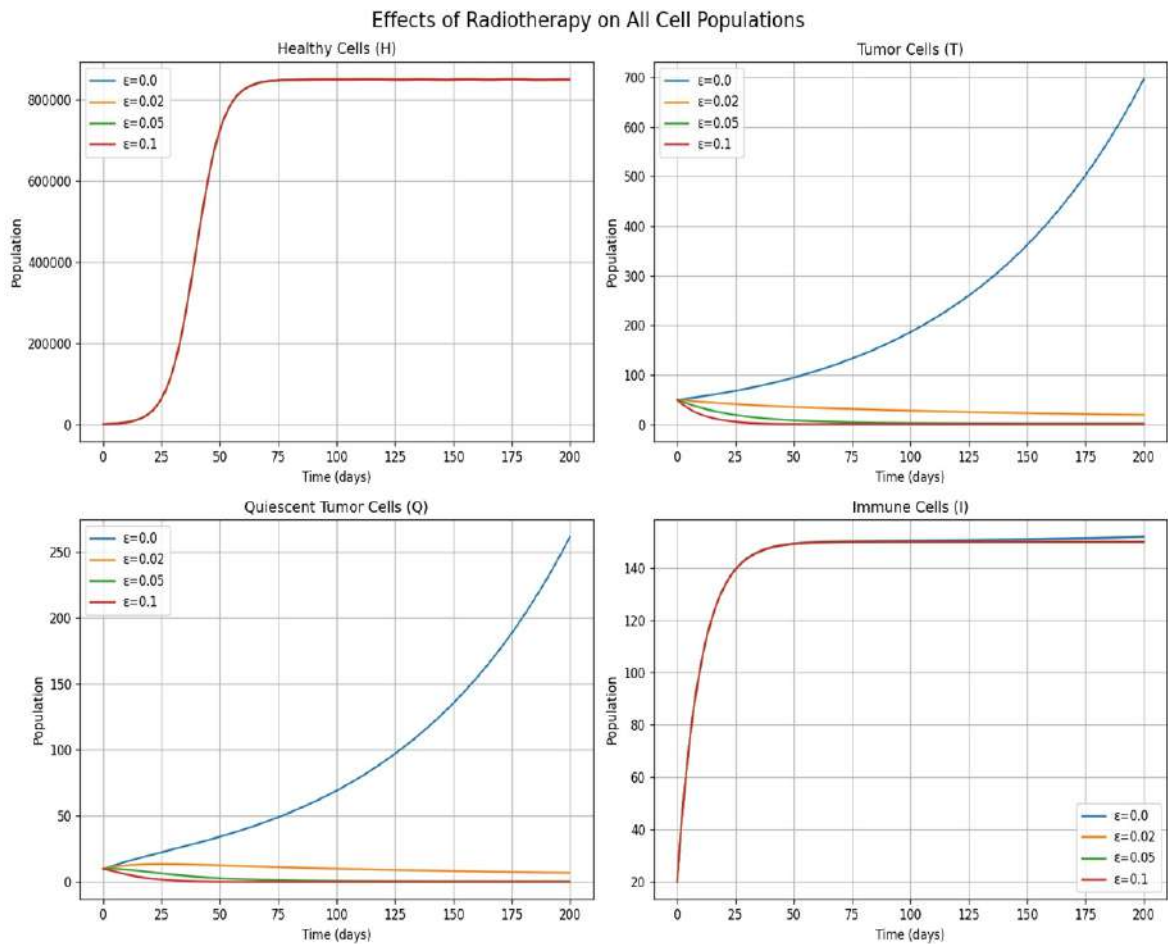 Effects of Radiotherapy on All Cell Populations
Healthy Cells (H)
ε=0.0
ε=0.02
ε=0.05
ε=0.1
800000
600000
400000
200000
0
Population
0 25 50 75 100 125 150 175 200
Time (days)
Tumor Cells (T)
ε=0.0
ε=0.02
ε=0.05
ε=0.1
700
600
500
400
300
200
100
0
Population
0 25 50 75 100 125 150 175 200
Time (days)
Quiescent Tumor Cells (Q)
ε=0.0
ε=0.02
ε=0.05
ε=0.1
250
200
150
100
50
0
Population
0 25 50 75 100 125 150 175 200
Time (days)
Immune Cells (I)
140
120
100
80
60
40
20
Population
ε=0.0
ε=0.02
ε=0.05
ε=0.1
0 25 50 75 100 125 150 175 200
Time (days)